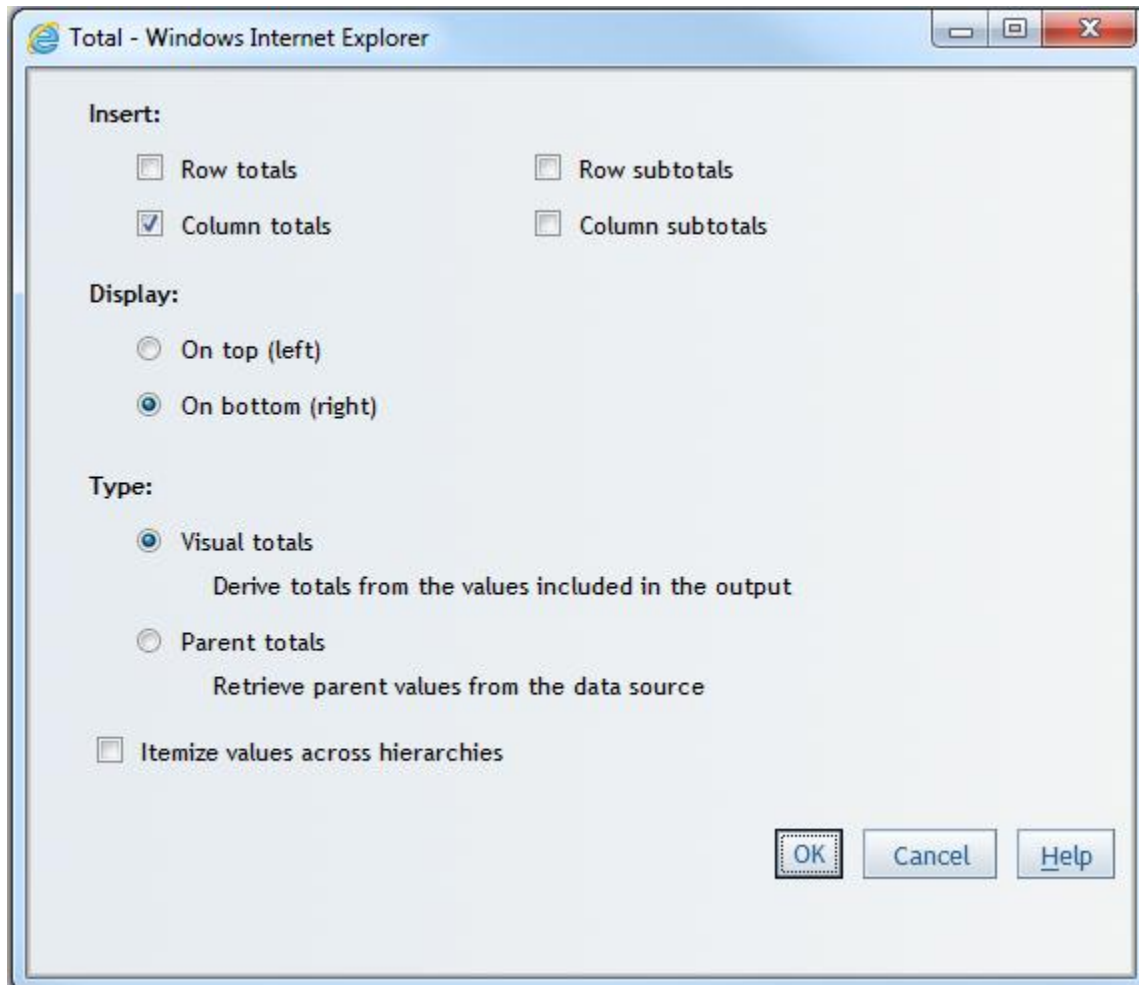 Total - Windows Internet Explorer
Insert:
Row totals Row subtotals
Column totals Column subtotals
Display:
On top (left)
On bottom (right)
Type:
Visual totals
Derive totals from the values included in the output
Parent totals
Retrieve parent values from the data source
Itemize values across hierarchies
OK Cancel Help